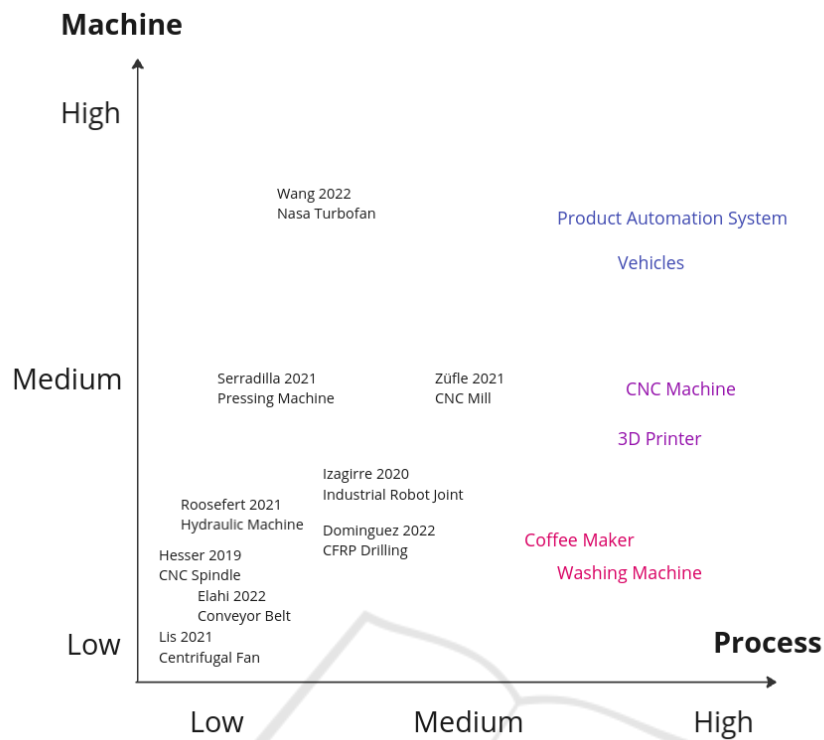 Machine
High
Wang 2022
Nasa Turbofan
Product Automation System
Vehicles
Medium
Serradilla 2021
Pressing Machine
Züfle 2021
CNC Mill
CNC Machine
3D Printer
Izagirre 2020
Industrial Robot Joint
Roosefert 2021
Hydraulic Machine
Dominguez 2022
CFRP Drilling
Coffee Maker
Hesser 2019
CNC Spindle
Washing Machine
Elahi 2022
Conveyor Belt
Low
Lis 2021
Centrifugal Fan
Process
Low
Medium
High